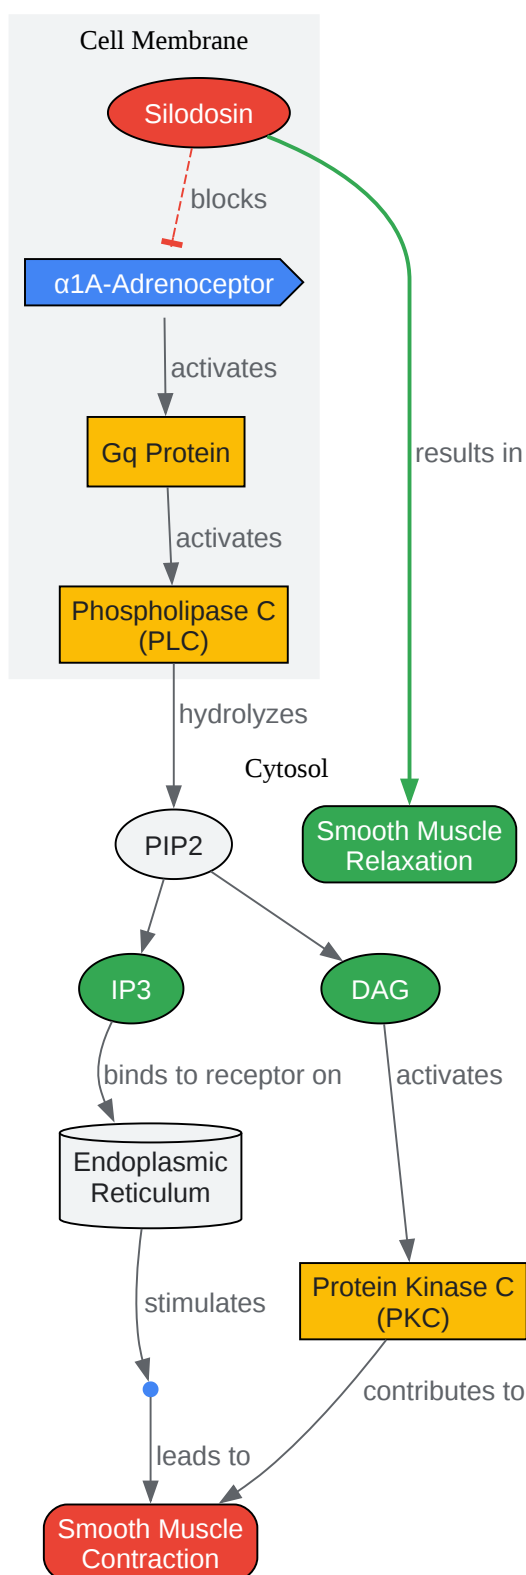 Cell Membrane
Silodosin
blocks
α1A-Adrenoceptor
activates
Gq Protein
results in
activates
Phospholipase C
(PLC)
hydrolyzes
Cytosol
PIP2
Smooth Muscle
Relaxation
IP3
DAG
binds to receptor on
activates
Endoplasmic
Reticulum
Protein Kinase C
(PKC)
stimulates
contributes to
leads to
Smooth Muscle
Contraction